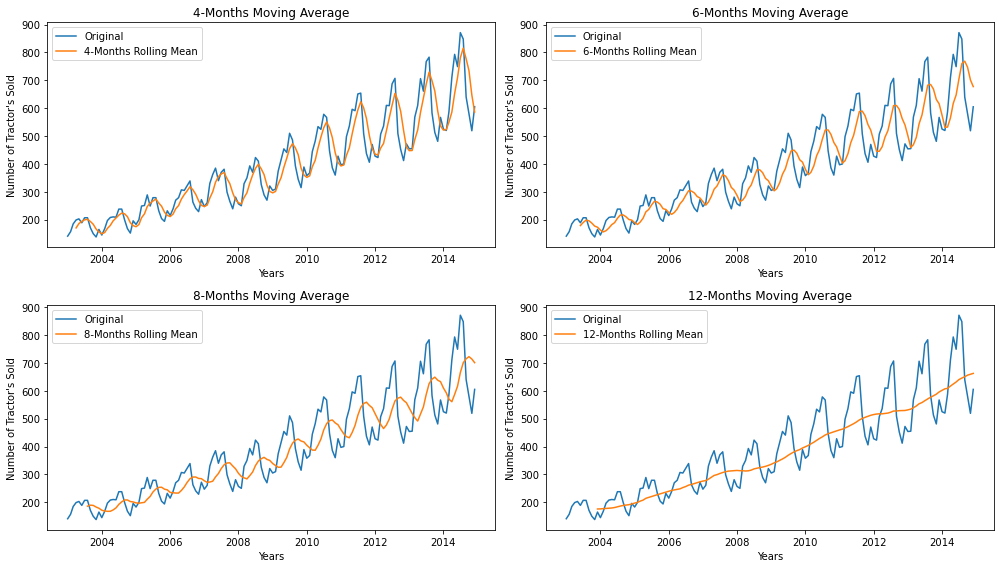 4-Months Moving Average
Original
4-Months Rolling Mean
Number of Tractor's Sold
900
800
700
600
500
400
300
200
2004
2006
2008
2010
2012
2014
Years
6-Months Moving Average
Original
6-Months Rolling Mean
Number of Tractor's Sold
900
800
700
600
500
400
300
200
2004
2006
2008
2010
2012
2014
Years
8-Months Moving Average
Original
8-Months Rolling Mean
Number of Tractor's Sold
900
800
700
600
500
400
300
200
2004
2006
2008
2010
2012
2014
Years
12-Months Moving Average
Original
12-Months Rolling Mean
Number of Tractor's Sold
900
800
700
600
500
400
300
200
2004
2006
2008
2010
2012
2014
Years